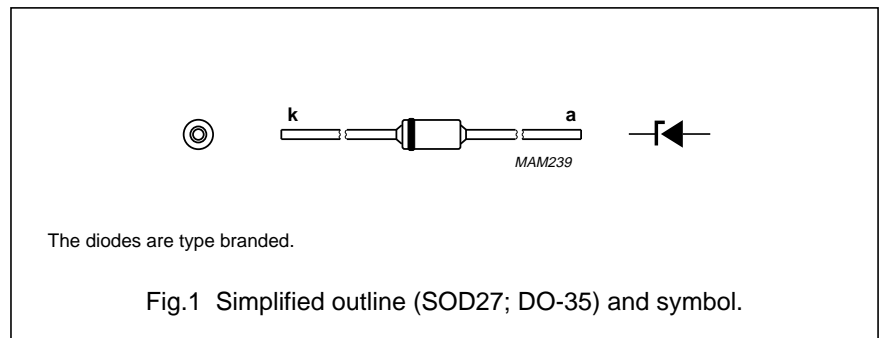 k a
MAM239
The diodes are type branded.
Fig.1 Simplified outline (SOD27; DO-35) and symbol.